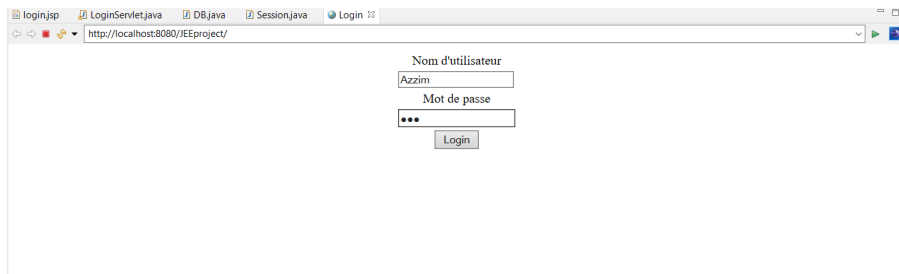 login.jsp LoginServlet.java DB.java Session.java Login
http://localhost:8080/JEEproject/
Nom d'utilisateur
Azzim
Mot de passe
●●●
Login